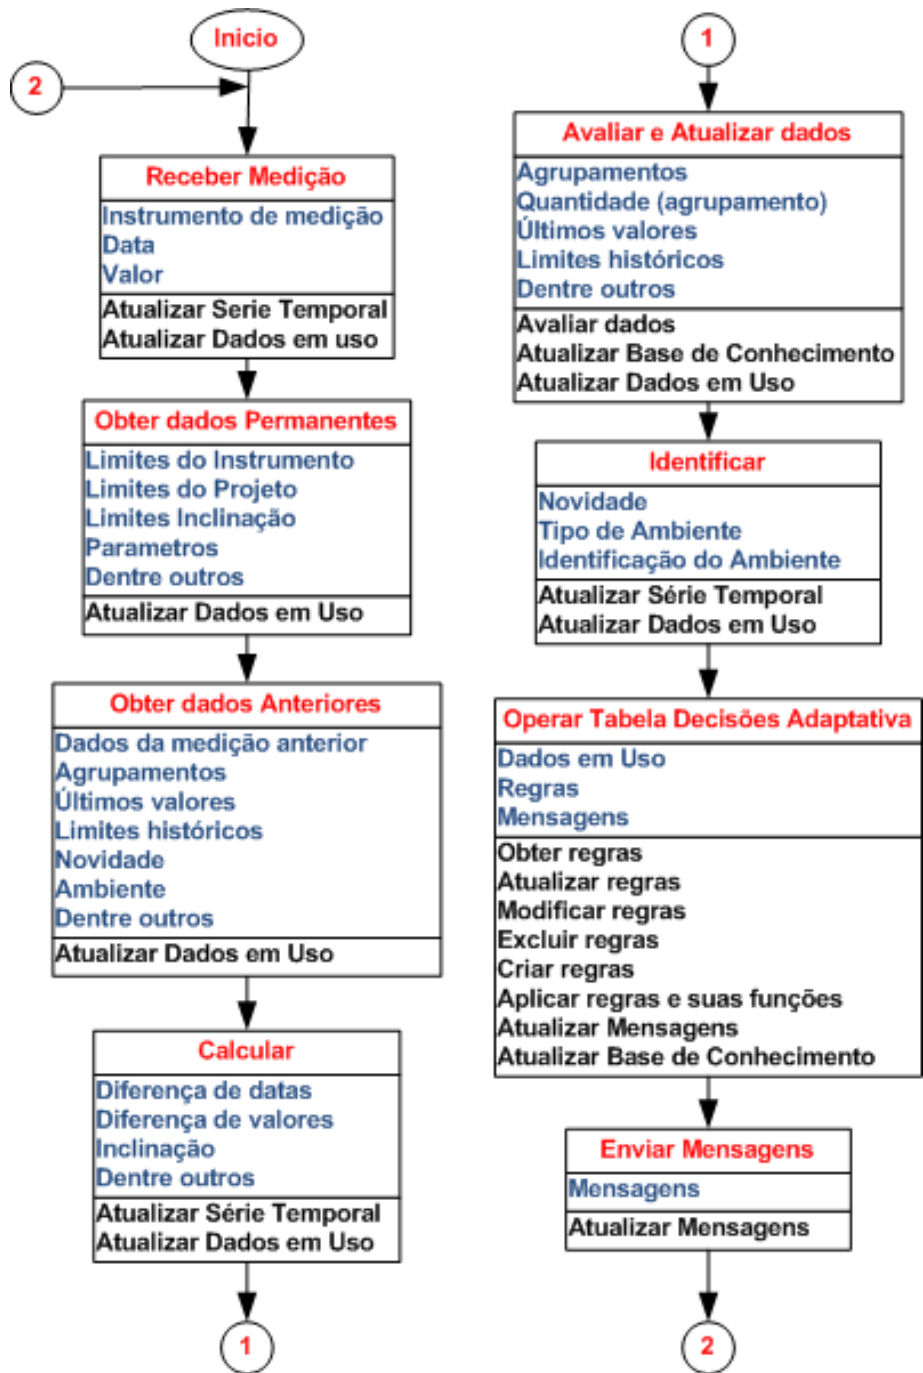 Inicio
2
Receber Medição
Instrumento de medição
Data
Valor
Atualizar Serie Temporal
Atualizar Dados em uso
Obter dados Permanentes
Limites do Instrumento
Limites do Projeto
Limites Inclinação
Parametros
Dentre outros
Atualizar Dados em Uso
Obter dados Anteriores
Dados da medição anterior
Agrupamentos
Últimos valores
Limites históricos
Novidade
Ambiente
Dentre outros
Atualizar Dados em Uso
Calcular
Diferença de datas
Diferença de valores
Inclinação
Dentre outros
Atualizar Série Temporal
Atualizar Dados em Uso
1
1
Avaliar e Atualizar dados
Agrupamentos
Quantidade (agrupamento)
Últimos valores
Limites históricos
Dentre outros
Avaliar dados
Atualizar Base de Conhecimento
Atualizar Dados em Uso
Identificar
Novidade
Tipo de Ambiente
Identificação do Ambiente
Atualizar Série Temporal
Atualizar Dados em Uso
Operar Tabela Decisões Adaptativa
Dados em Uso
Regras
Mensagens
Obter regras
Atualizar regras
Modificar regras
Excluir regras
Criar regras
Aplicar regras e suas funções
Atualizar Mensagens
Atualizar Base de Conhecimento
Enviar Mensagens
Mensagens
Atualizar Mensagens
2